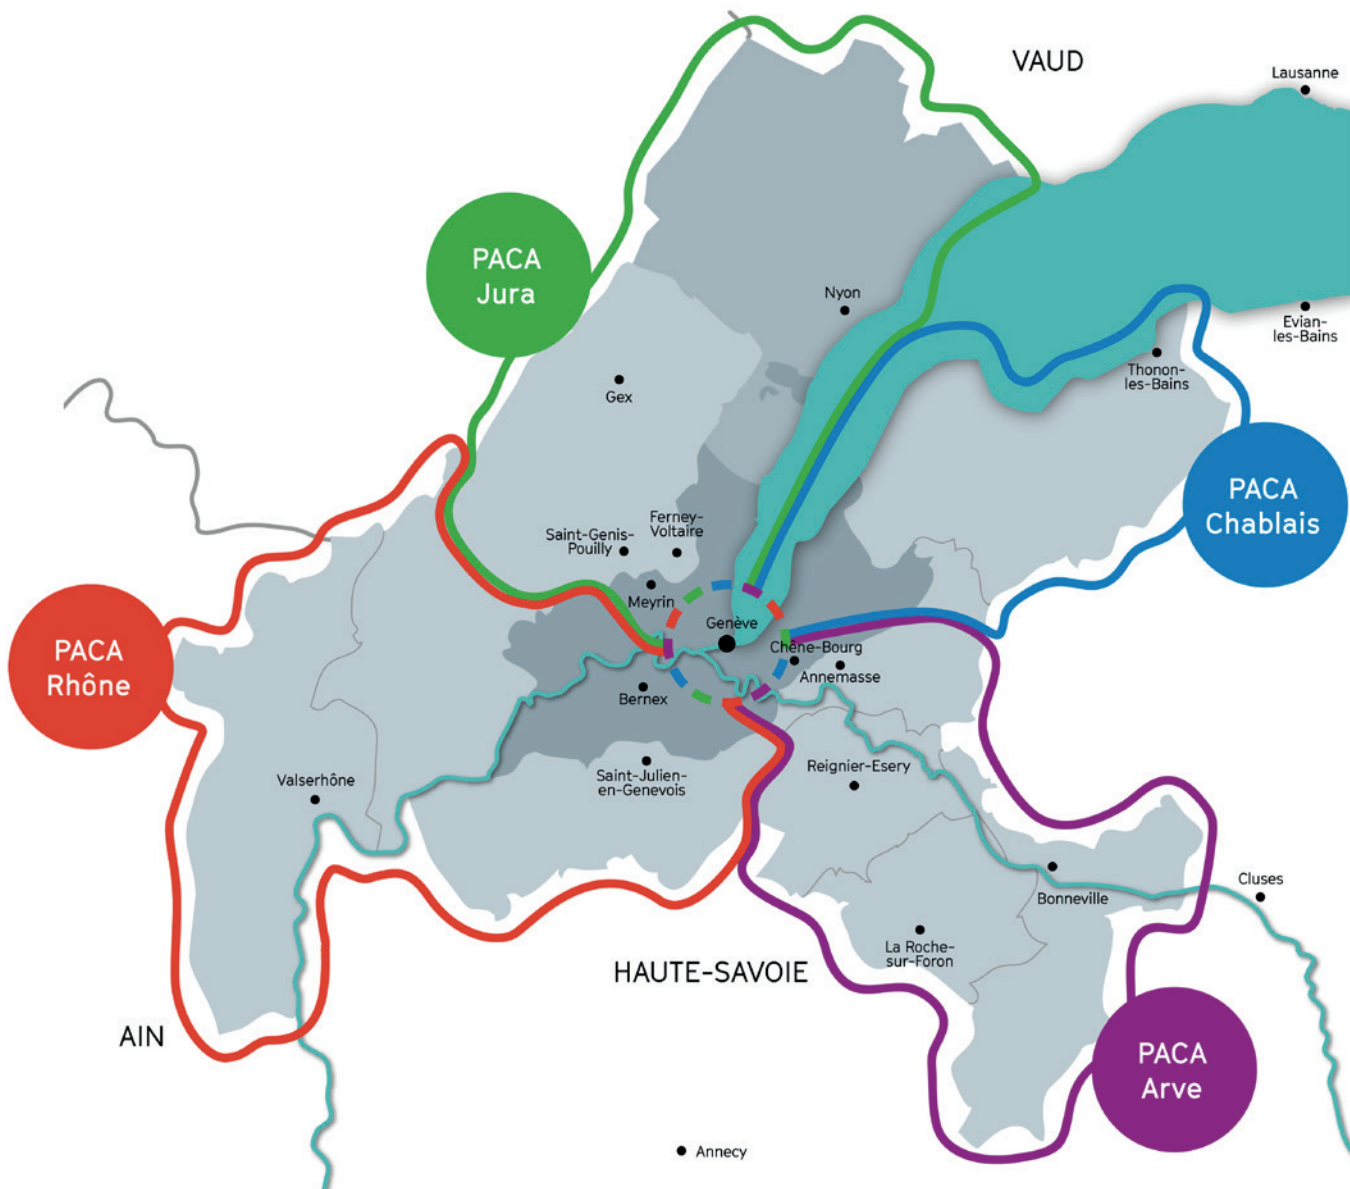 VAUD
Lausanne
PACA
Jura
Nyon
Evian-
les-Bains
Thonon-
les-Bains
Gex
PACA
Chablais
Ferney-
Voltaire
Saint-Genis-
Pouilly
Meyrin
Genève
Chêne-Bourg
Annemasse
PACA
Rhône
Bernex
Saint-Julien-
en-Genevois
Reignier-Esery
Valserhône
Bonneville
Cluses
La Roche-
sur-Foron
HAUTE-SAVOIE
AIN
PACA
Arve
Annecy